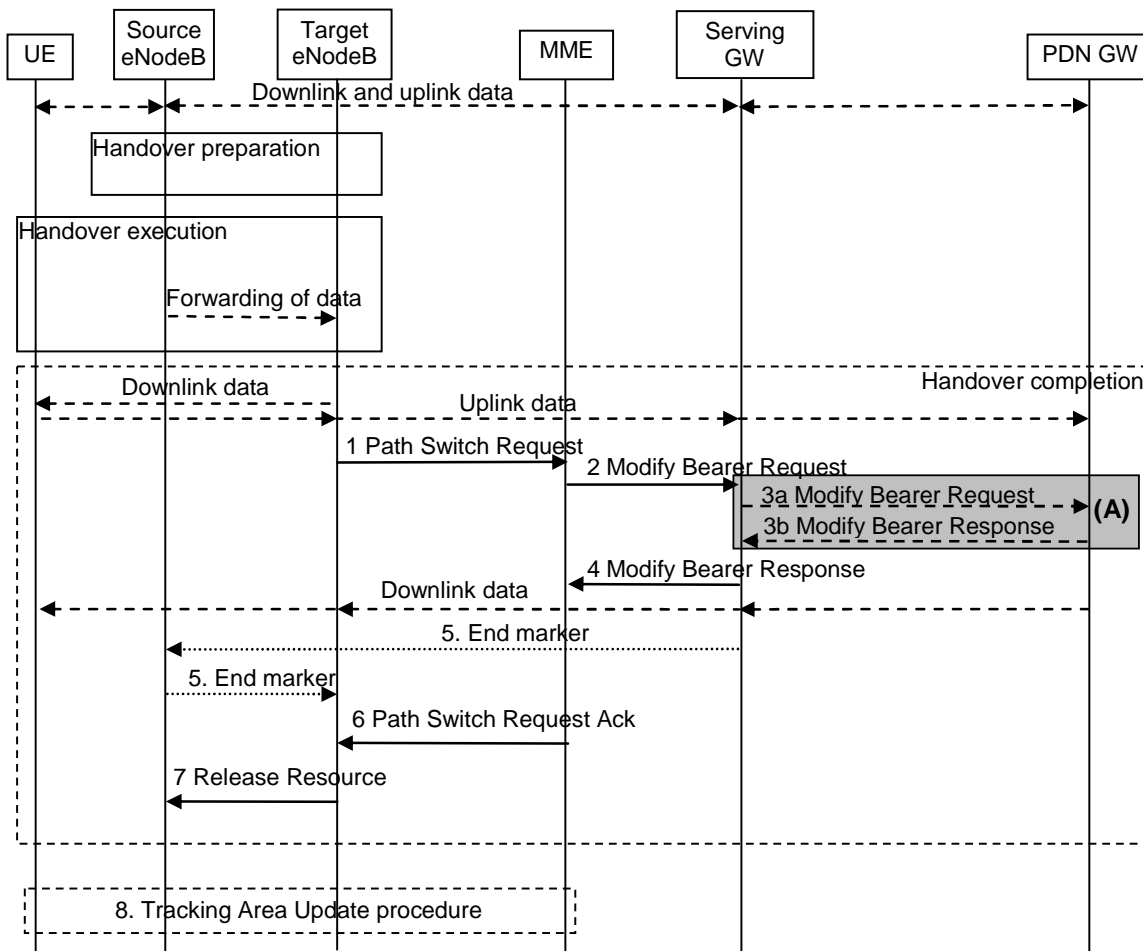 UE
Source
eNodeB
Target
eNodeB
MME
Serving
GW
PDN GW
Downlink and uplink data
Handover preparation
Handover execution
Forwarding of data
Handover completion
Downlink data
Uplink data
1 Path Switch Request
2 Modify Bearer Request
3a Modify Bearer Request
(A)
3b Modify Bearer Response
4 Modify Bearer Response
Downlink data
5. End marker
5. End marker
6 Path Switch Request Ack
7 Release Resource
8. Tracking Area Update procedure